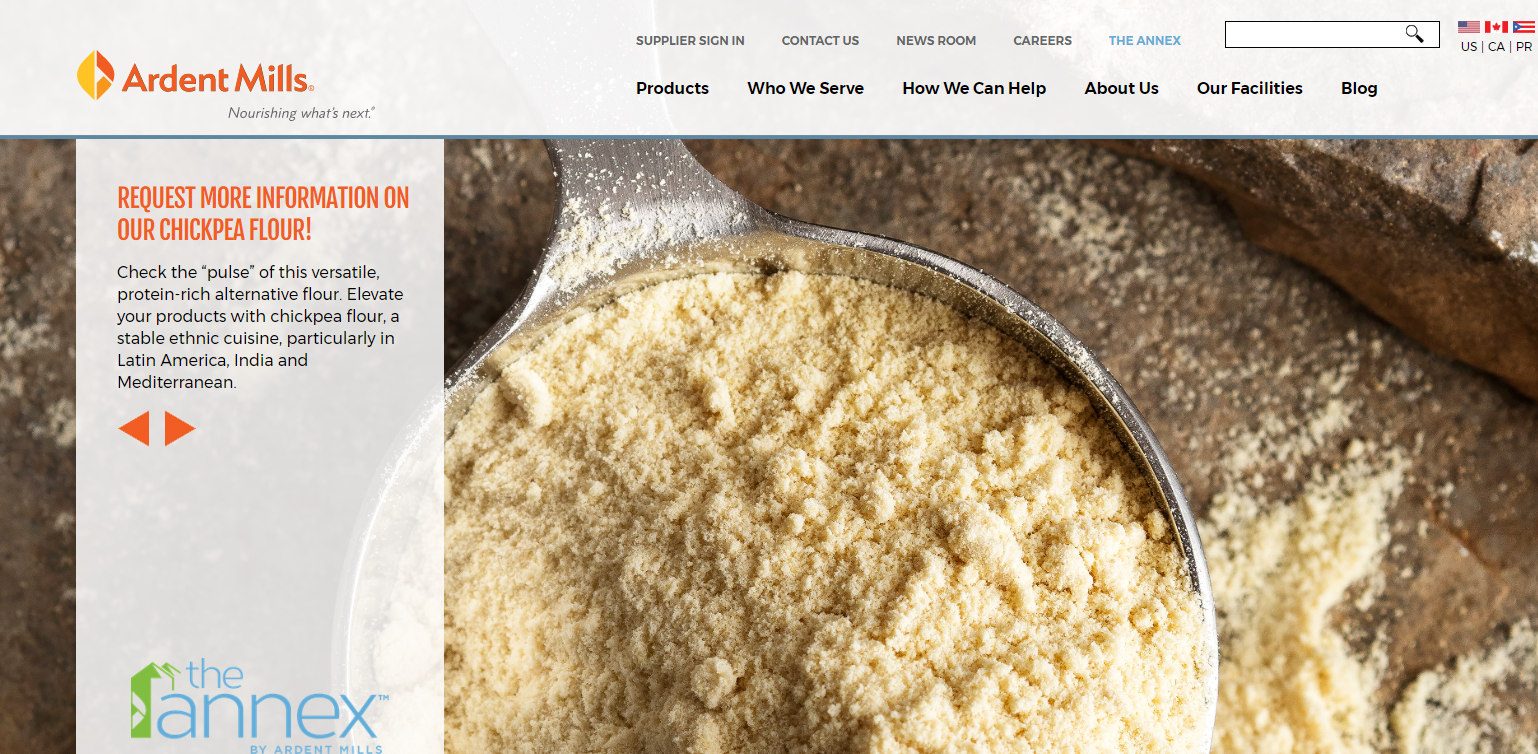 SUPPLIER SIGN IN CONTACT US NEWS ROOM CAREERS THE ANNEX
US | CA | PR
Ardent Mills®
Nourishing what's next.™
Products Who We Serve How We Can Help About Us Our Facilities Blog
REQUEST MORE INFORMATION ON
OUR CHICKPEA FLOUR!
Check the “pulse” of this versatile,
protein-rich alternative flour. Elevate
your products with chickpea flour, a
stable ethnic cuisine, particularly in
Latin America, India and
Mediterranean.
the
annex™
BY ARDENT MILLS